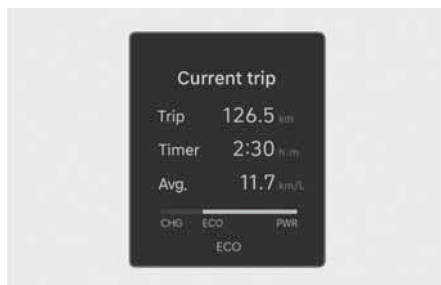 Current trip
Trip 126.5 km
Timer 2:30 h:m
Avg. 11.7 km/L
CHG ECO PWR
ECO